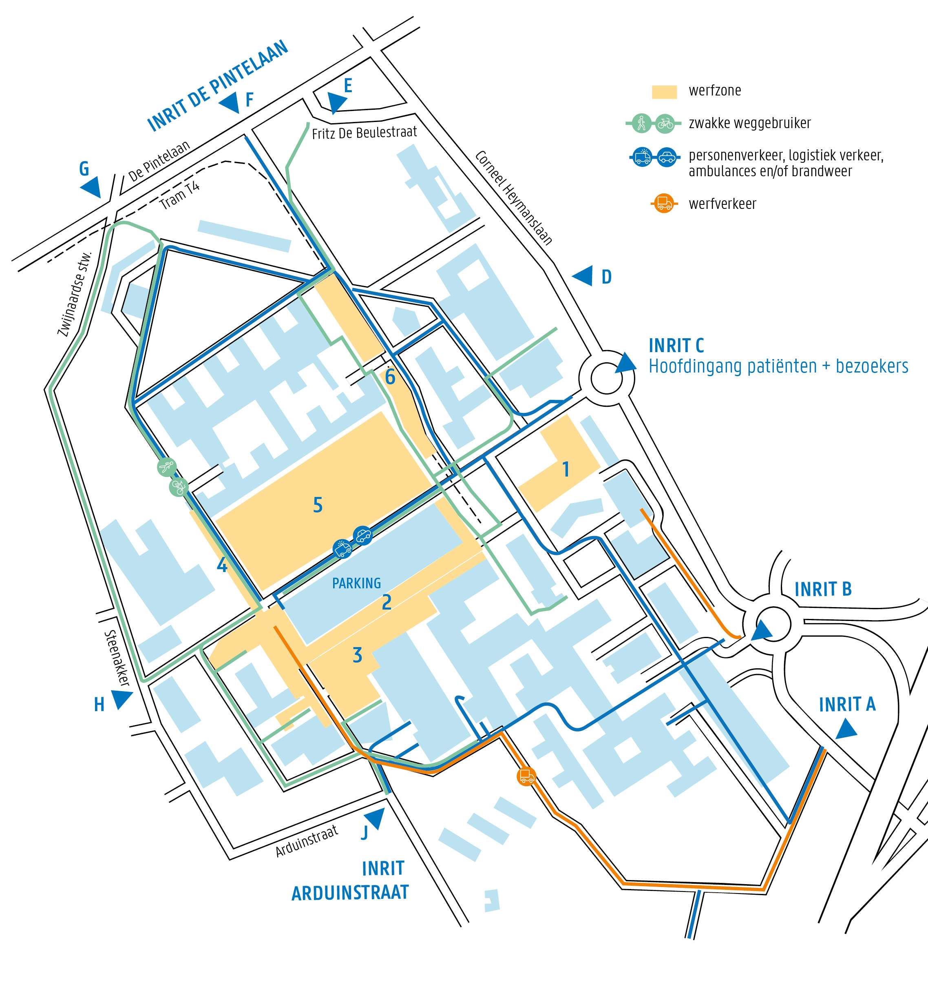 INRIT DE PINTELAAN
F
E
G
De Pintelaan
Tram T4
Fritz De Beulestraat
Corneel Heymanslaan
Zwijnaardse stw.
D
werfzone
zwakke weggebruiker
personenverkeer, logistiek verkeer,
ambulances en/of brandweer
werfverkeer
INRIT C
Hoofdingang patiënten + bezoekers
6
1
5
4
PARKING
2
3
INRIT B
INRIT A
Steenakker
H
J
Arduinstraat
INRIT
ARDUINSTRAAT